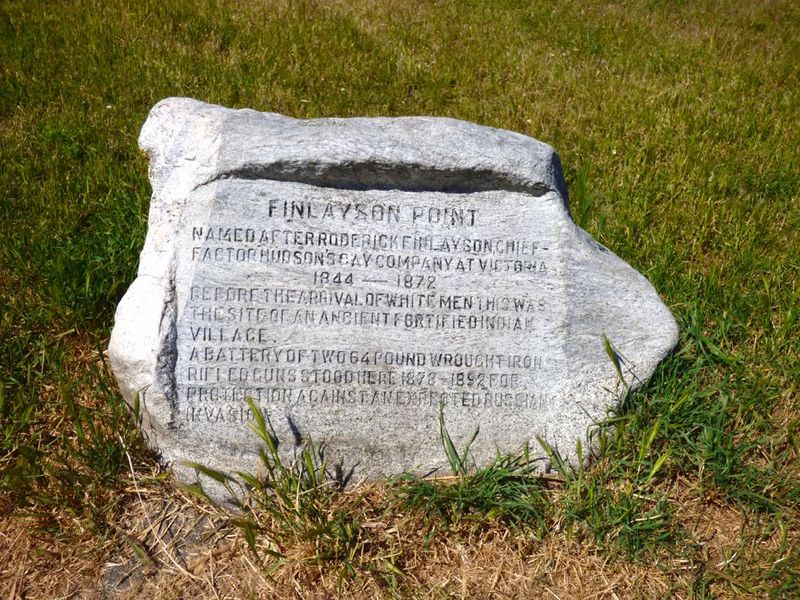 FINLAYSON POINT
NAMED AFTER RODERICK FINLAYSON, CHIEF-
FACTOR HUDSON'S BAY COMPANY AT VICTORIA
1844 — 1872
BEFORE THE ARRIVAL OF WHITE MEN THIS WAS
THE SITE OF AN ANCIENT FORTIFIED INDIAN
VILLAGE.
A BATTERY OF TWO 64 POUND WROUGHT IRON
RIFLED GUNS STOOD HERE 1878-1892 FOR
PROTECTION AGAINST AN EXPECTED RUSSIAN
INVASION